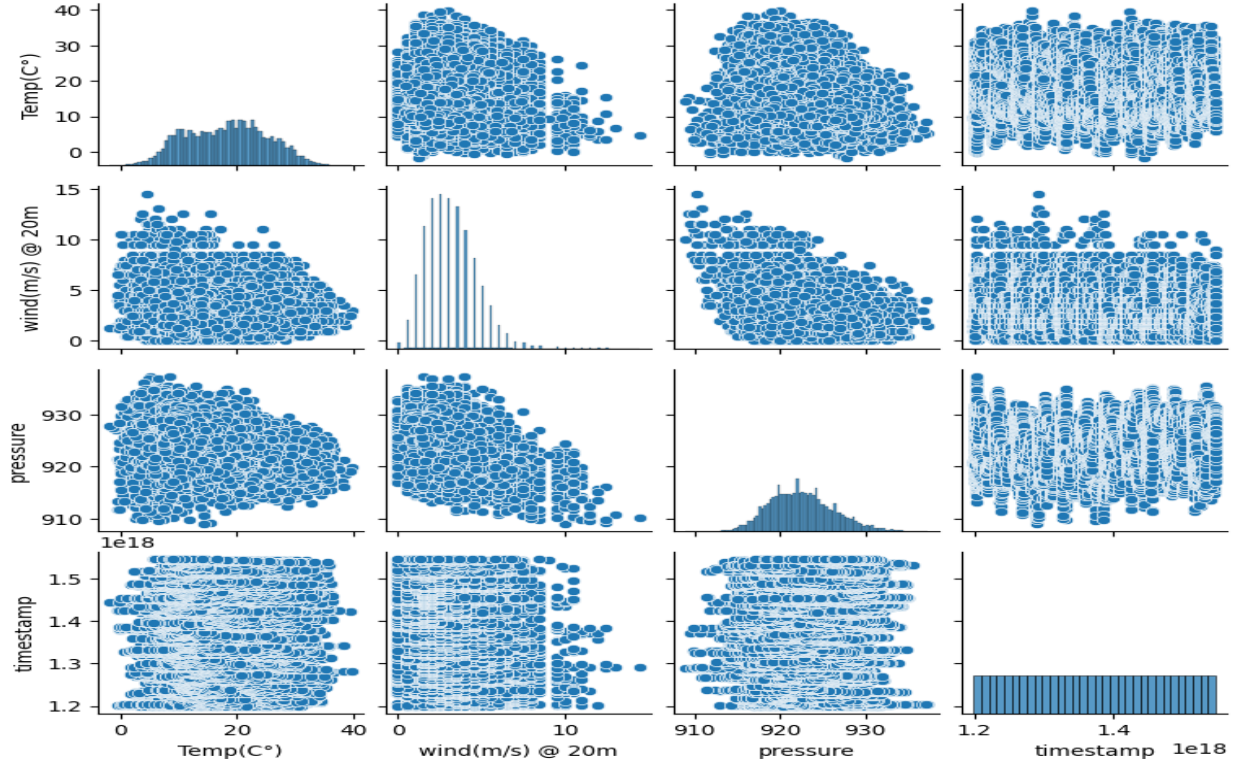 40
30
20
10
0
Temp(C°)
15
10
5
0
wind(m/s) @ 20m
930
920
910
pressure
1e18
1.5
1.4
1.3
1.2
timestamp
0 20 40 0 10 910 920 930 1.2 1.4
Temp(C°) wind(m/s) @ 20m pressure timestamp 1e18